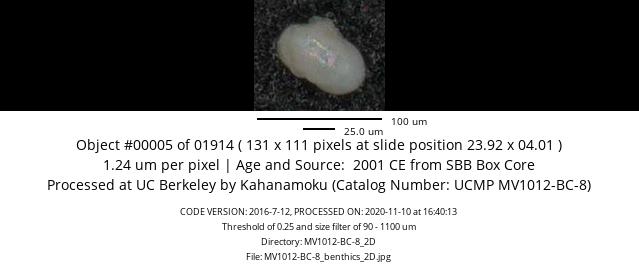 100 um
25.0 um
Object #00005 of 01914 ( 131 x 111 pixels at slide position 23.92 x 04.01 )
1.24 um per pixel | Age and Source:  2001 CE from SBB Box Core
Processed at UC Berkeley by Kahanamoku (Catalog Number: UCMP MV1012-BC-8)
CODE VERSION: 2016-7-12, PROCESSED ON: 2020-11-10 at 16:40:13
Threshold of 0.25 and size filter of 90 - 1100 um
Directory: MV1012-BC-8_2D
File: MV1012-BC-8_benthics_2D.jpg